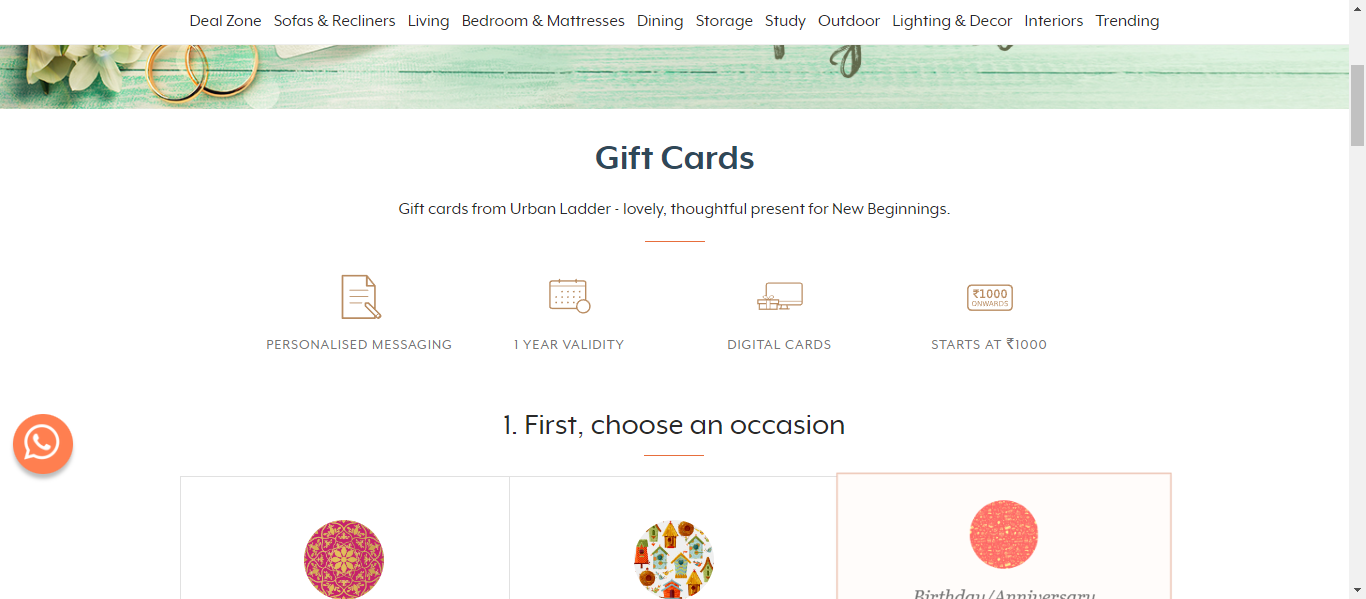 Deal Zone Sofas & Recliners Living Bedroom & Mattresses Dining Storage Study Outdoor Lighting & Decor Interiors Trending
Gift Cards
Gift cards from Urban Ladder - lovely, thoughtful present for New Beginnings.
₹1000
ONWARDS
PERSONALISED MESSAGING 1 YEAR VALIDITY DIGITAL CARDS STARTS AT ₹1000
1. First, choose an occasion
Birthday/Anniversary